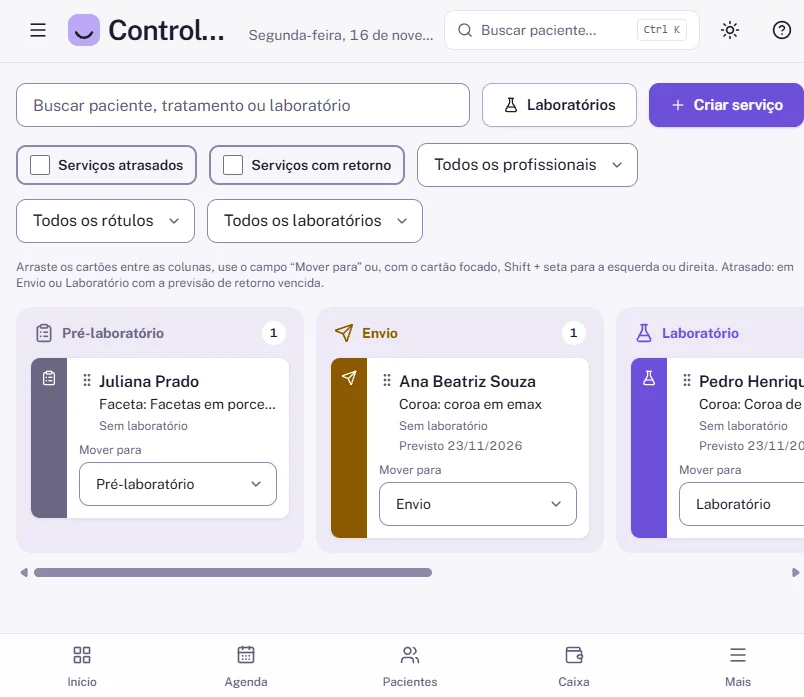 Control...
Segunda-feira, 16 de nove...
Buscar paciente...
Ctrl K
Buscar paciente, tratamento ou laboratório
Laboratórios
Criar serviço
Serviços atrasados
Serviços com retorno
Todos os profissionais
Todos os rótulos
Todos os laboratórios
Arraste os cartões entre as colunas, use o campo “Mover para” ou, com o cartão focado, Shift + seta para a esquerda ou direita. Atrasado: em
Envio ou Laboratório com a previsão de retorno vencida.
Pré-laboratório
1
Juliana Prado
Faceta: Facetas em porce...
Sem laboratório
Mover para
Pré-laboratório
Envio
1
Ana Beatriz Souza
Coroa: coroa em emax
Sem laboratório
Previsto 23/11/2026
Mover para
Envio
Laboratório
Pedro Henriqu
Coroa: Coroa de
Sem laboratório
Previsto 23/11/20
Mover para
Laboratório
Início
Agenda
Pacientes
Caixa
Mais